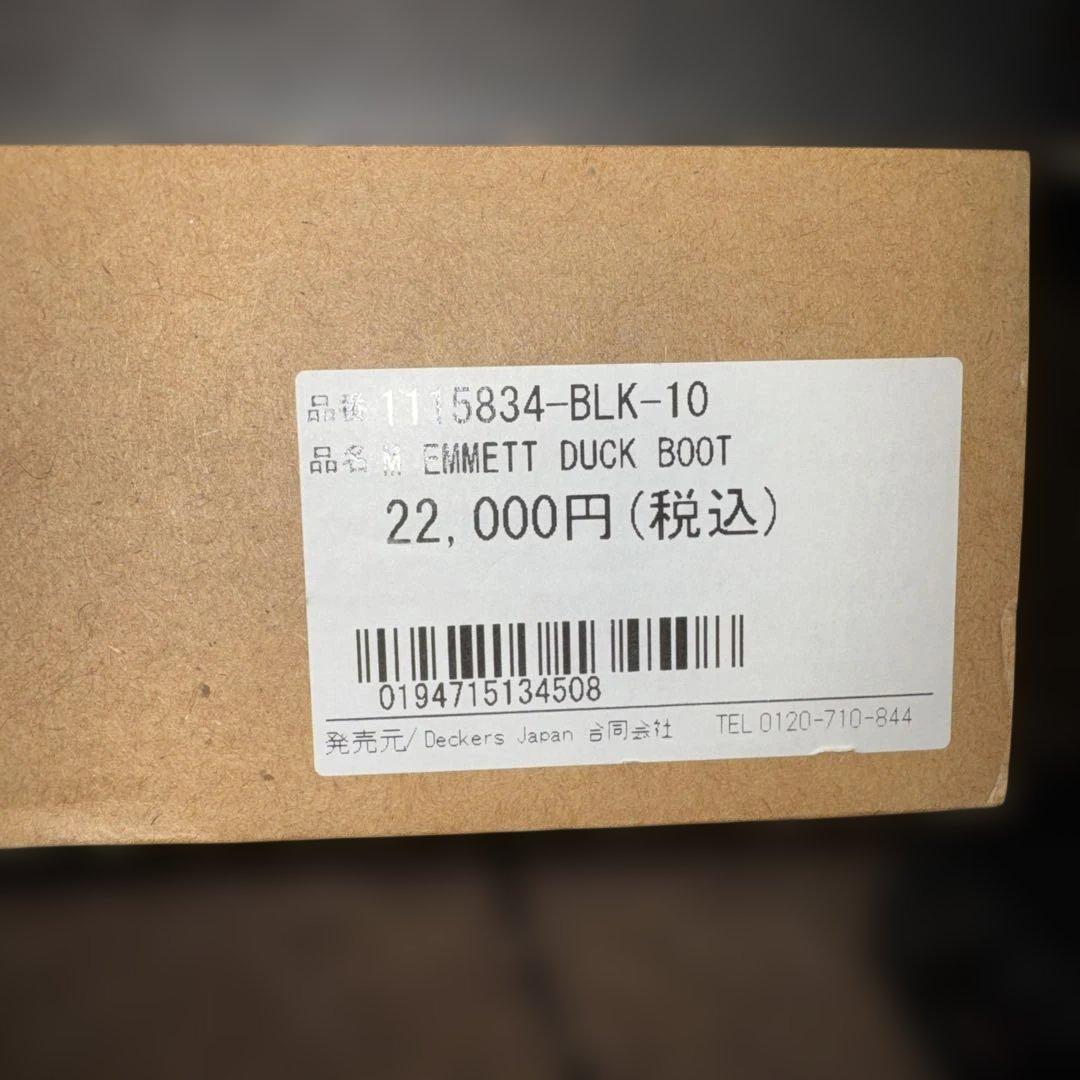 品番 1115834-BLK-10
品名 M EMMETT DUCK BOOT
22,000円(税込)
0194715134508
発売元/Deckers Japan 合同会社 TEL 0120-710-844